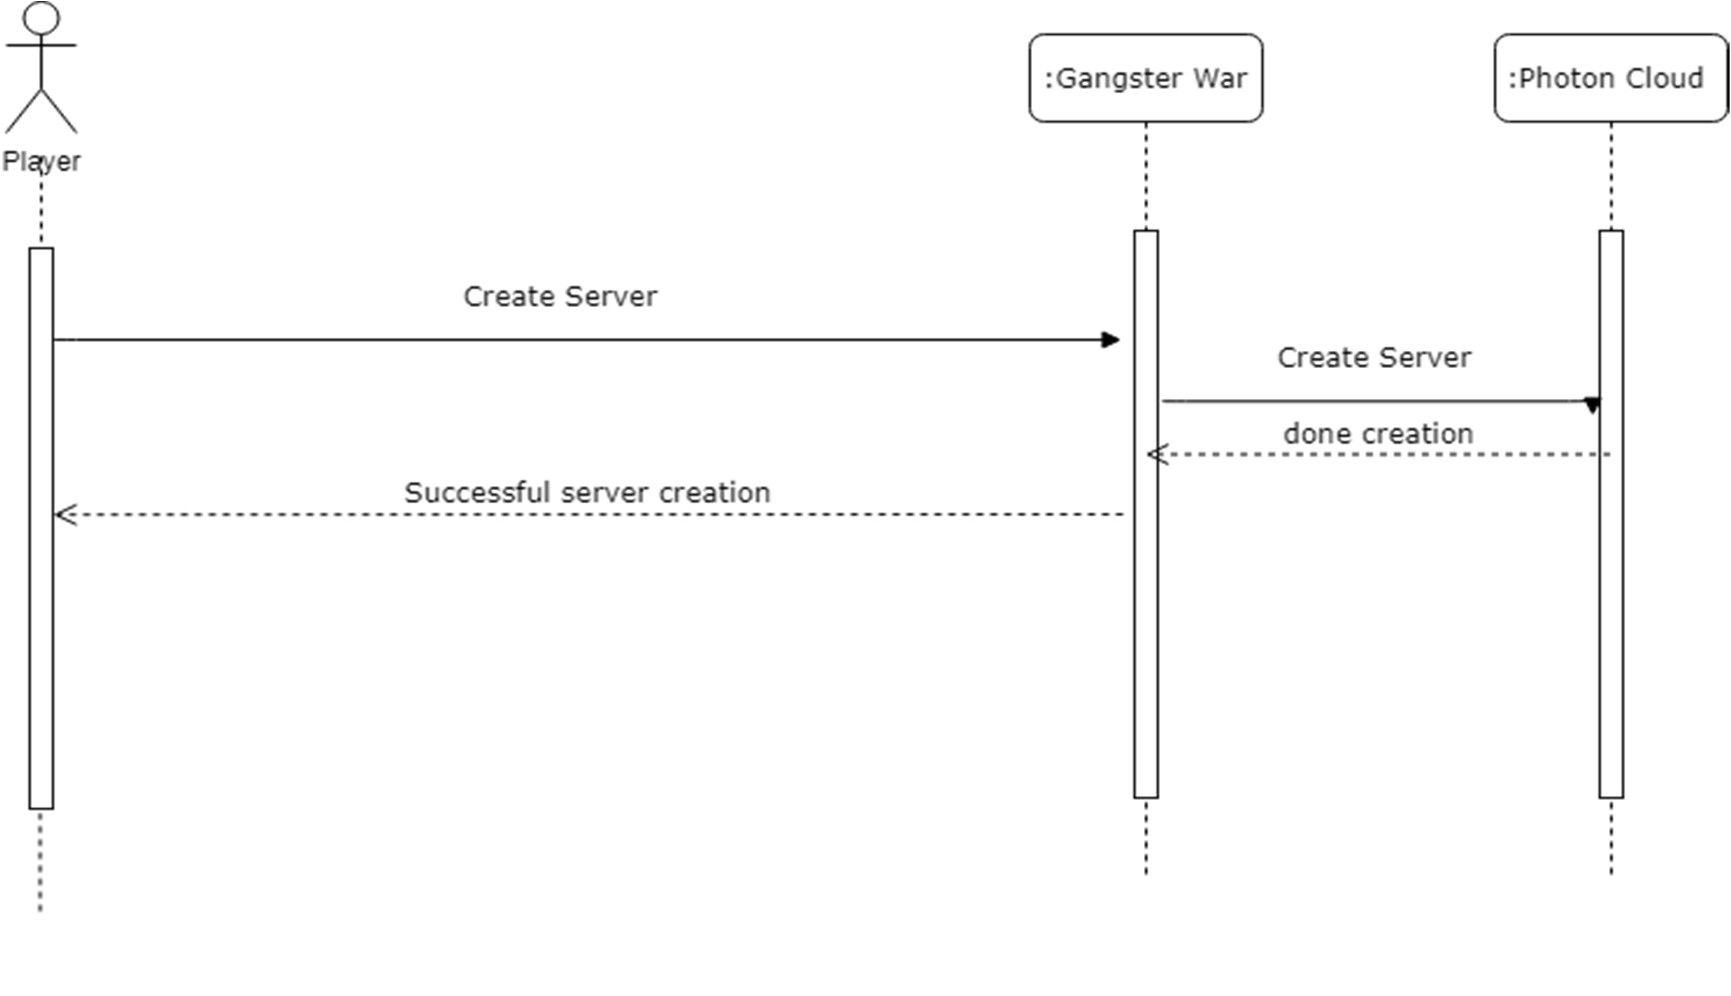 :Gangster War
:Photon Cloud
Player
Create Server
Create Server
done creation
Successful server creation